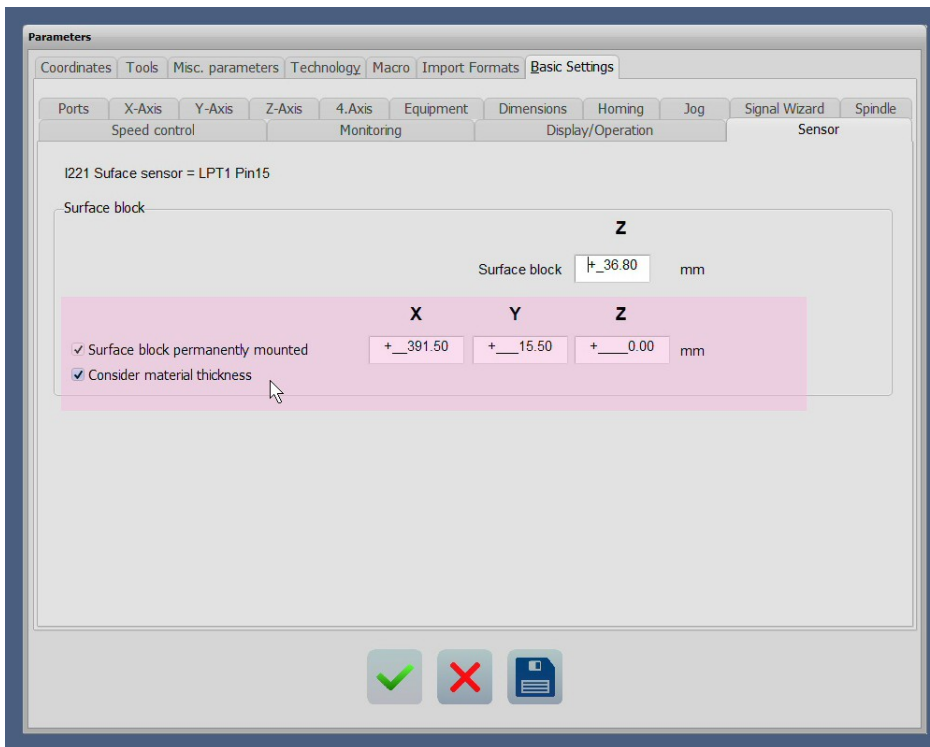 Parameters
Coordinates Tools Misc. parameters Technology Macro Import Formats Basic Settings
Ports X-Axis Y-Axis Z-Axis 4.Axis Equipment Dimensions Homing Jog Signal Wizard Spindle
Speed control Monitoring Display/Operation Sensor
I221 Suface sensor = LPT1 Pin15
Surface block
Z
Surface block +_36.80 mm
X Y Z
Surface block permanently mounted +__391.50 +___15.50 +____0.00 mm
Consider material thickness